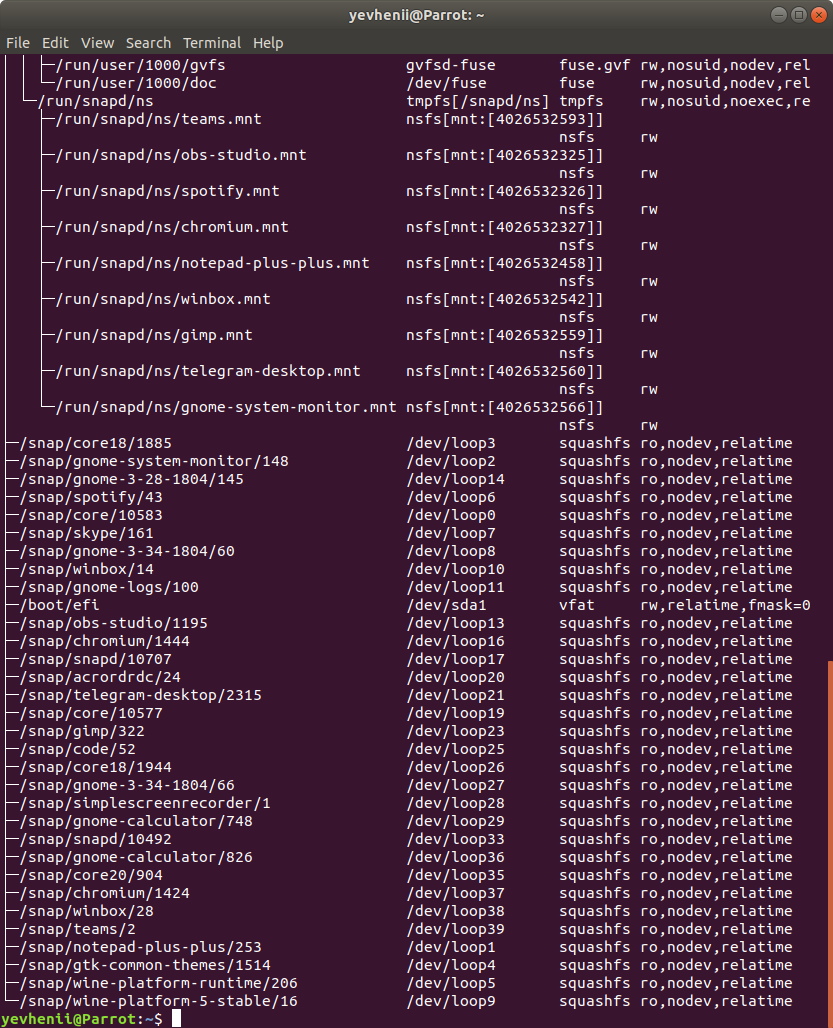 yevhenii@Parrot: ~
File Edit View Search Terminal Help
/run/user/1000/gvfs gvfsd-fuse fuse.gvf rw,nosuid,nodev,rel
/run/user/1000/doc /dev/fuse fuse rw,nosuid,nodev,rel
/run/snapd/ns tmpfs[/snapd/ns] tmpfs rw,nosuid,noexec,re
/run/snapd/ns/teams.mnt nsfs[mnt:[4026532593]]
nsfs rw
/run/snapd/ns/obs-studio.mnt nsfs[mnt:[4026532325]]
nsfs rw
/run/snapd/ns/spotify.mnt nsfs[mnt:[4026532326]]
nsfs rw
/run/snapd/ns/chromium.mnt nsfs[mnt:[4026532327]]
nsfs rw
/run/snapd/ns/notepad-plus-plus.mnt nsfs[mnt:[4026532458]]
nsfs rw
/run/snapd/ns/winbox.mnt nsfs[mnt:[4026532542]]
nsfs rw
/run/snapd/ns/gimp.mnt nsfs[mnt:[4026532559]]
nsfs rw
/run/snapd/ns/telegram-desktop.mnt nsfs[mnt:[4026532560]]
nsfs rw
/run/snapd/ns/gnome-system-monitor.mnt nsfs[mnt:[4026532566]]
nsfs rw
/snap/core18/1885 /dev/loop3 squashfs ro,nodev,relatime
/snap/gnome-system-monitor/148 /dev/loop2 squashfs ro,nodev,relatime
/snap/gnome-3-28-1804/145 /dev/loop14 squashfs ro,nodev,relatime
/snap/spotify/43 /dev/loop6 squashfs ro,nodev,relatime
/snap/core/10583 /dev/loop0 squashfs ro,nodev,relatime
/snap/skype/161 /dev/loop7 squashfs ro,nodev,relatime
/snap/gnome-3-34-1804/60 /dev/loop8 squashfs ro,nodev,relatime
/snap/winbox/14 /dev/loop10 squashfs ro,nodev,relatime
/snap/gnome-logs/100 /dev/loop11 squashfs ro,nodev,relatime
/boot/efi /dev/sda1 vfat rw,relatime,fmask=0
/snap/obs-studio/1195 /dev/loop13 squashfs ro,nodev,relatime
/snap/chromium/1444 /dev/loop16 squashfs ro,nodev,relatime
/snap/snapd/10707 /dev/loop17 squashfs ro,nodev,relatime
/snap/acrordrdc/24 /dev/loop20 squashfs ro,nodev,relatime
/snap/telegram-desktop/2315 /dev/loop21 squashfs ro,nodev,relatime
/snap/core/10577 /dev/loop19 squashfs ro,nodev,relatime
/snap/gimp/322 /dev/loop23 squashfs ro,nodev,relatime
/snap/code/52 /dev/loop25 squashfs ro,nodev,relatime
/snap/core18/1944 /dev/loop26 squashfs ro,nodev,relatime
/snap/gnome-3-34-1804/66 /dev/loop27 squashfs ro,nodev,relatime
/snap/simplescreenrecorder/1 /dev/loop28 squashfs ro,nodev,relatime
/snap/gnome-calculator/748 /dev/loop29 squashfs ro,nodev,relatime
/snap/snapd/10492 /dev/loop33 squashfs ro,nodev,relatime
/snap/gnome-calculator/826 /dev/loop36 squashfs ro,nodev,relatime
/snap/core20/904 /dev/loop35 squashfs ro,nodev,relatime
/snap/chromium/1424 /dev/loop37 squashfs ro,nodev,relatime
/snap/winbox/28 /dev/loop38 squashfs ro,nodev,relatime
/snap/teams/2 /dev/loop39 squashfs ro,nodev,relatime
/snap/notepad-plus-plus/253 /dev/loop1 squashfs ro,nodev,relatime
/snap/gtk-common-themes/1514 /dev/loop4 squashfs ro,nodev,relatime
/snap/wine-platform-runtime/206 /dev/loop5 squashfs ro,nodev,relatime
/snap/wine-platform-5-stable/16 /dev/loop9 squashfs ro,nodev,relatime
yevhenii@Parrot:~$